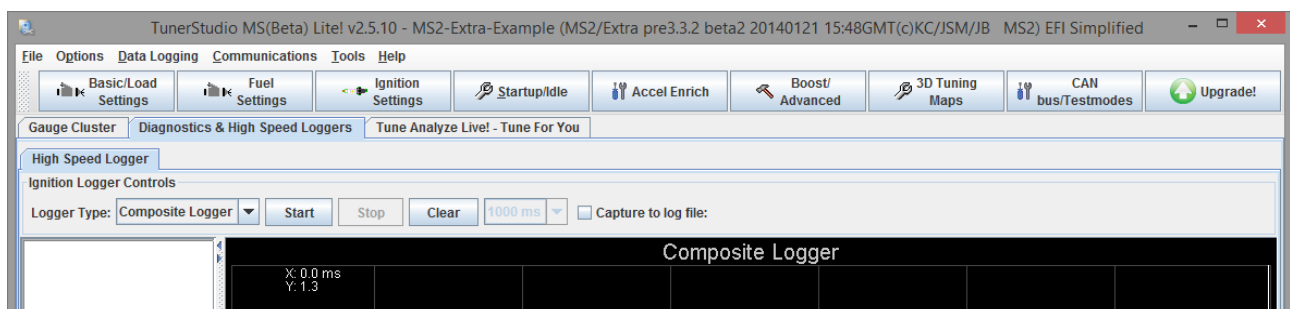 TunerStudio MS(Beta) Lite! v2.5.10 - MS2-Extra-Example (MS2/Extra pre3.3.2 beta2 20140121 15:48GMT(c)KC/JSM/JB MS2) EFI Simplified
File Options Data Logging Communications Tools Help
Basic/Load Settings
Fuel Settings
Ignition Settings
Startup/Idle
Accel Enrich
Boost/ Advanced
3D Tuning Maps
CAN bus/Testmodes
Upgrade!
Gauge Cluster Diagnostics & High Speed Loggers Tune Analyze Live! - Tune For You
High Speed Logger
Ignition Logger Controls
Logger Type: Composite Logger Start Stop Clear 1000 ms Capture to log file:
Composite Logger
X: 0.0 ms
Y: 1.3